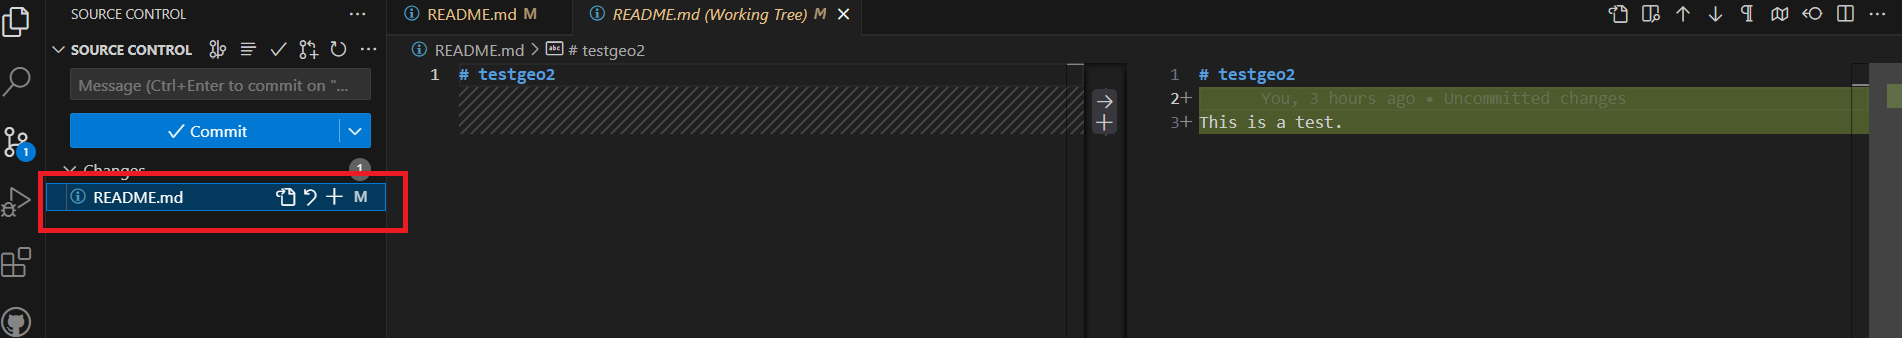 SOURCE CONTROL
SOURCE CONTROL
Message (Ctrl+Enter to commit on "...
Commit
Changes
1
1
README.md
M
README.md M
README.md (Working Tree) M
README.md > # testgeo2
1 # testgeo2
1 # testgeo2
2+ You, 3 hours ago • Uncommitted changes
3+ This is a test.